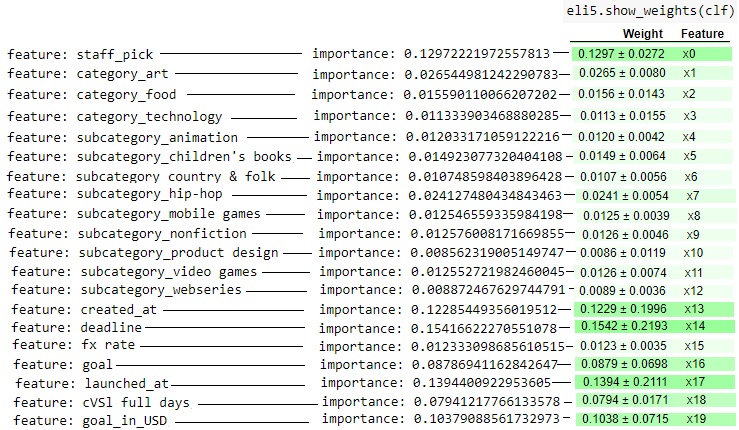 eli5.show_weights(clf)
Weight Feature
feature: staff_pick importance: 0.12972221972557813 0.1297 ± 0.0272 x0
feature: category_art importance: 0.026544981242290783 0.0265 ± 0.0080 x1
feature: category_food importance: 0.015590110066207202 0.0156 ± 0.0143 x2
feature: category_technology importance: 0.011333903468880285 0.0113 ± 0.0155 x3
feature: subcategory_animation importance: 0.012033171059122216 0.0120 ± 0.0042 x4
feature: subcategory_children's books importance: 0.014923077320404108 0.0149 ± 0.0064 x5
feature: subcategory country & folk importance: 0.010748598403896428 0.0107 ± 0.0056 x6
feature: subcategory_hip-hop importance: 0.024127480434843463 0.0241 ± 0.0054 x7
feature: subcategory_mobile games importance: 0.012546559335984198 0.0125 ± 0.0039 x8
feature: subcategory_nonfiction importance: 0.012576008171669855 0.0126 ± 0.0046 x9
feature: subcategory_product design importance: 0.008562319005149747 0.0086 ± 0.0119 x10
feature: subcategory_video games importance: 0.012552721982460045 0.0126 ± 0.0074 x11
feature: subcategory_webseries importance: 0.008872467629744791 0.0089 ± 0.0036 x12
feature: created_at importance: 0.12285449356019512 0.1229 ± 0.1996 x13
feature: deadline importance: 0.15416622270551078 0.1542 ± 0.2193 x14
feature: fx rate importance: 0.012333098685610515 0.0123 ± 0.0035 x15
feature: goal importance: 0.08786941162842647 0.0879 ± 0.0698 x16
feature: launched_at importance: 0.1394400922953605 0.1394 ± 0.2111 x17
feature: cVSl full days importance: 0.07941217766133578 0.0794 ± 0.0171 x18
feature: goal_in_USD importance: 0.10379088561732973 0.1038 ± 0.0715 x19